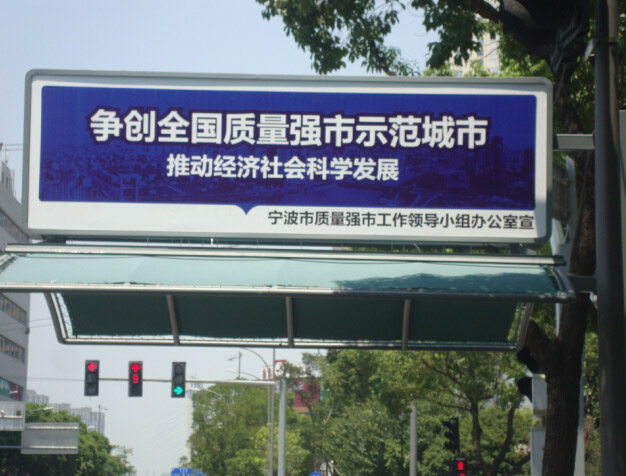 争创全国质量强市示范城市
推动经济社会科学发展
宁波市质量强市工作领导小组办公室宣